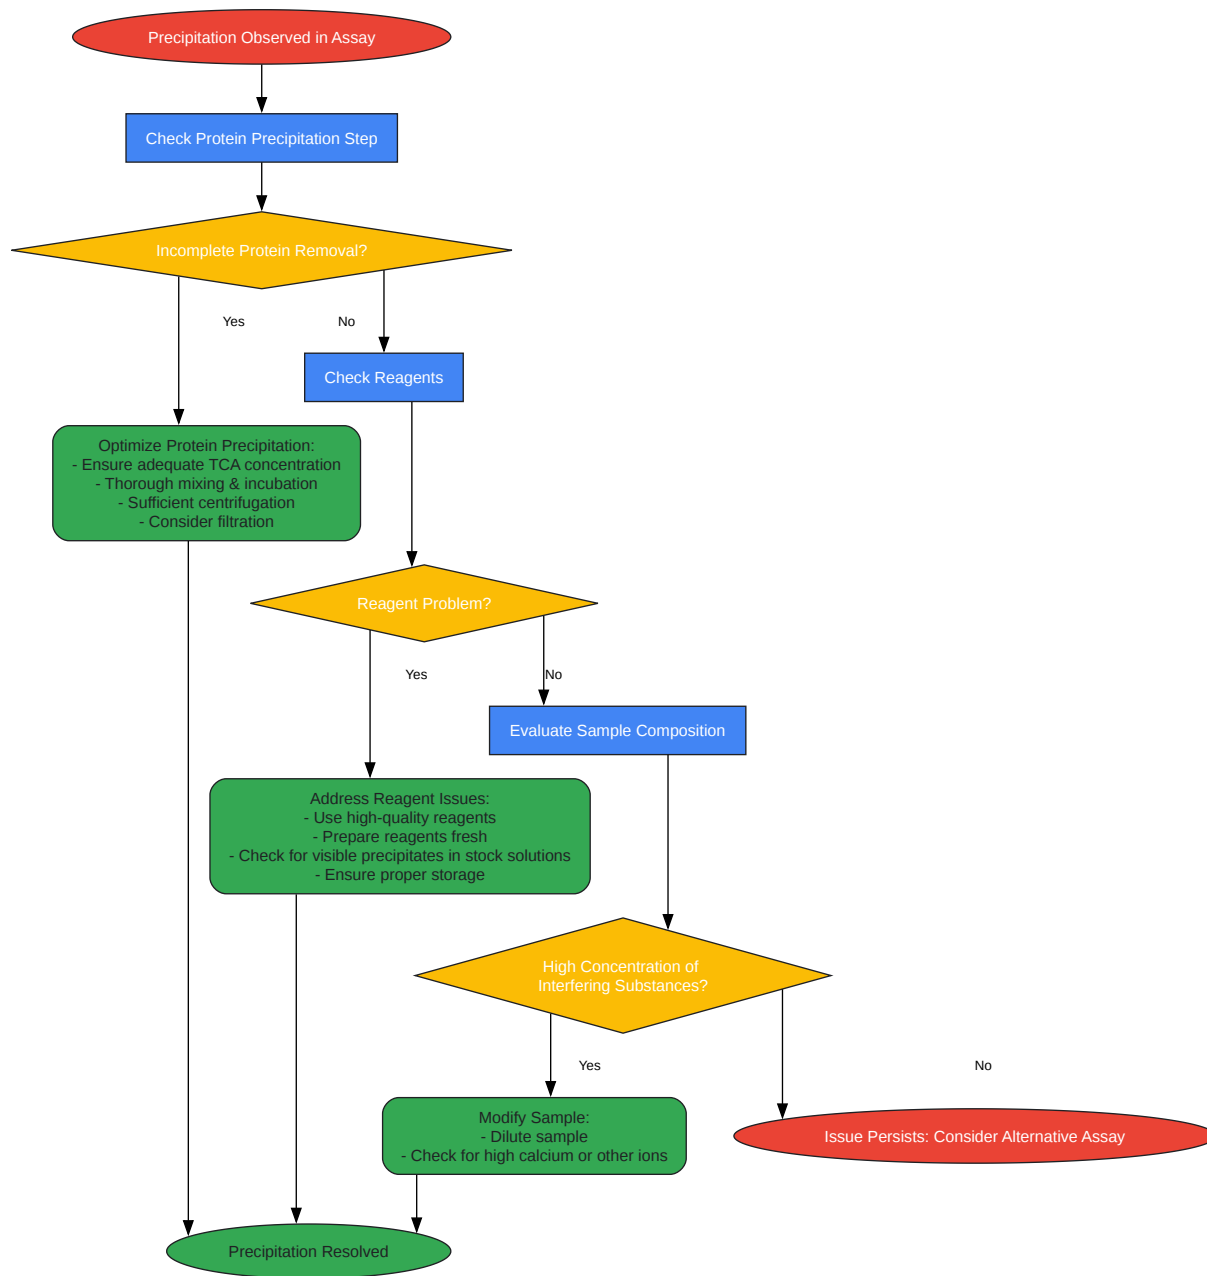 Precipitation Observed in Assay
Check Protein Precipitation Step
Incomplete Protein Removal?
Yes
No
Check Reagents
Optimize Protein Precipitation:
- Ensure adequate TCA concentration
- Thorough mixing & incubation
- Sufficient centrifugation
- Consider filtration
Reagent Problem?
Yes
No
Evaluate Sample Composition
Address Reagent Issues:
- Use high-quality reagents
- Prepare reagents fresh
- Check for visible precipitates in stock solutions
- Ensure proper storage
High Concentration of
Interfering Substances?
Yes
No
Modify Sample:
- Dilute sample
- Check for high calcium or other ions
Issue Persists: Consider Alternative Assay
Precipitation Resolved